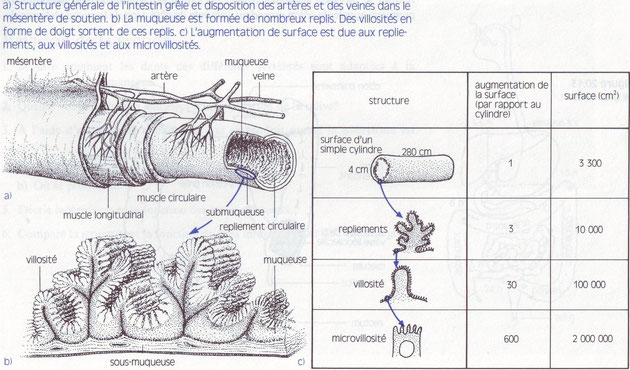 a) Structure générale de l'intestin grêle et disposition des artères et des veines dans le
mésentère de soutien. b) La muqueuse est formée de nombreux replis. Des villosités en
forme de doigt sortent de ces replis. c) L'augmentation de surface est due aux replie-
ments, aux villosités et aux microvillosités.
mésentère
artère
muqueuse
veine
a)
muscle longitudinal
muscle circulaire
submuqueuse
repliement circulaire
villosité
muqueuse
b)
sous-muqueuse
c)
structure
augmentation de
la surface
(par rapport au
cylindre)
surface (cm²)
surface d'un
simple cylindre
280 cm
4 cm
1
3 300
repliements
3
10 000
villosité
30
100 000
microvillosité
600
2 000 000